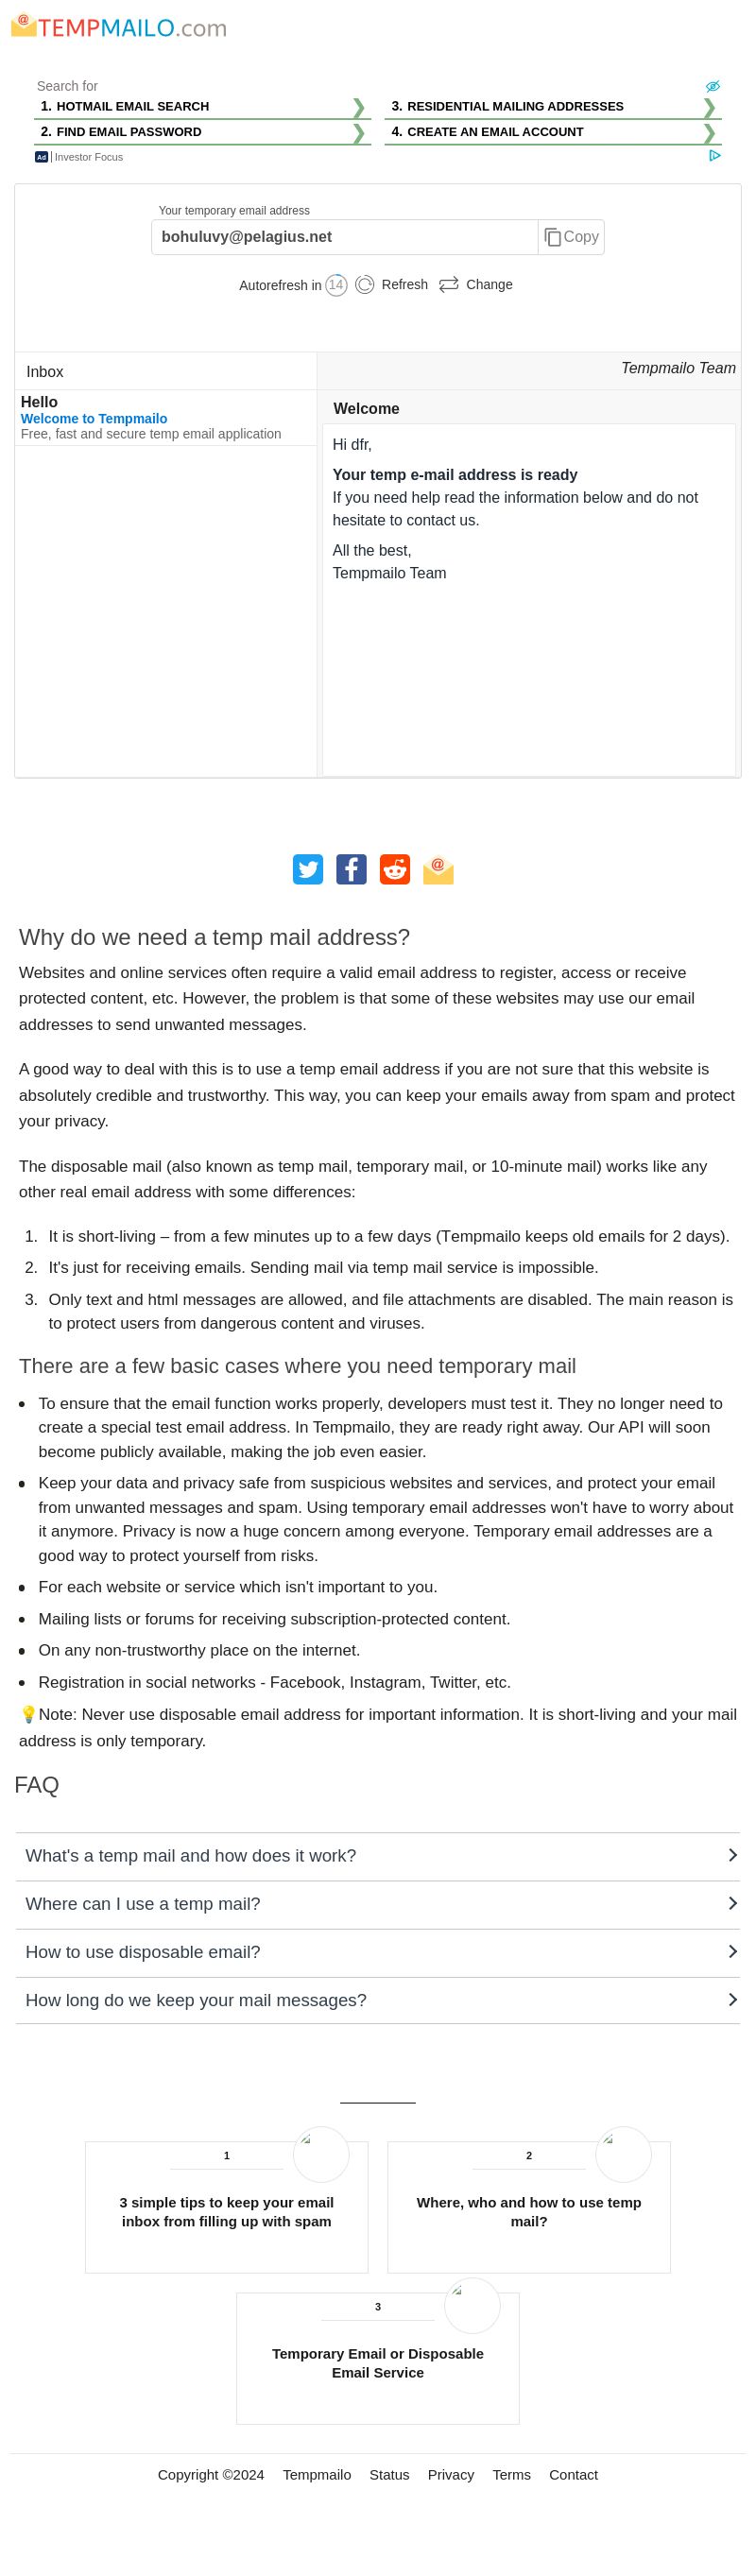 TEMPMAILO.com
Search for
1. HOTMAIL EMAIL SEARCH
2. FIND EMAIL PASSWORD
3. RESIDENTIAL MAILING ADDRESSES
4. CREATE AN EMAIL ACCOUNT
Ad | Investor Focus
Your temporary email address
bohuluvy@pelagius.net
Copy
Autorefresh in 14 Refresh Change
Inbox
Hello
Welcome to Tempmailo
Free, fast and secure temp email application
Tempmailo Team
Welcome
Hi dfr,
Your temp e-mail address is ready
If you need help read the information below and do not
hesitate to contact us.
All the best,
Tempmailo Team
Why do we need a temp mail address?
Websites and online services often require a valid email address to register, access or receive
protected content, etc. However, the problem is that some of these websites may use our email
addresses to send unwanted messages.
A good way to deal with this is to use a temp email address if you are not sure that this website is
absolutely credible and trustworthy. This way, you can keep your emails away from spam and protect
your privacy.
The disposable mail (also known as temp mail, temporary mail, or 10-minute mail) works like any
other real email address with some differences:
1. It is short-living – from a few minutes up to a few days (Tempmailo keeps old emails for 2 days).
2. It's just for receiving emails. Sending mail via temp mail service is impossible.
3. Only text and html messages are allowed, and file attachments are disabled. The main reason is
to protect users from dangerous content and viruses.
There are a few basic cases where you need temporary mail
• To ensure that the email function works properly, developers must test it. They no longer need to
create a special test email address. In Tempmailo, they are ready right away. Our API will soon
become publicly available, making the job even easier.
• Keep your data and privacy safe from suspicious websites and services, and protect your email
from unwanted messages and spam. Using temporary email addresses won't have to worry about
it anymore. Privacy is now a huge concern among everyone. Temporary email addresses are a
good way to protect yourself from risks.
• For each website or service which isn't important to you.
• Mailing lists or forums for receiving subscription-protected content.
• On any non-trustworthy place on the internet.
• Registration in social networks - Facebook, Instagram, Twitter, etc.
💡Note: Never use disposable email address for important information. It is short-living and your mail
address is only temporary.
FAQ
What's a temp mail and how does it work?
Where can I use a temp mail?
How to use disposable email?
How long do we keep your mail messages?
1
3 simple tips to keep your email
inbox from filling up with spam
2
Where, who and how to use temp
mail?
3
Temporary Email or Disposable
Email Service
Copyright ©2024 Tempmailo Status Privacy Terms Contact